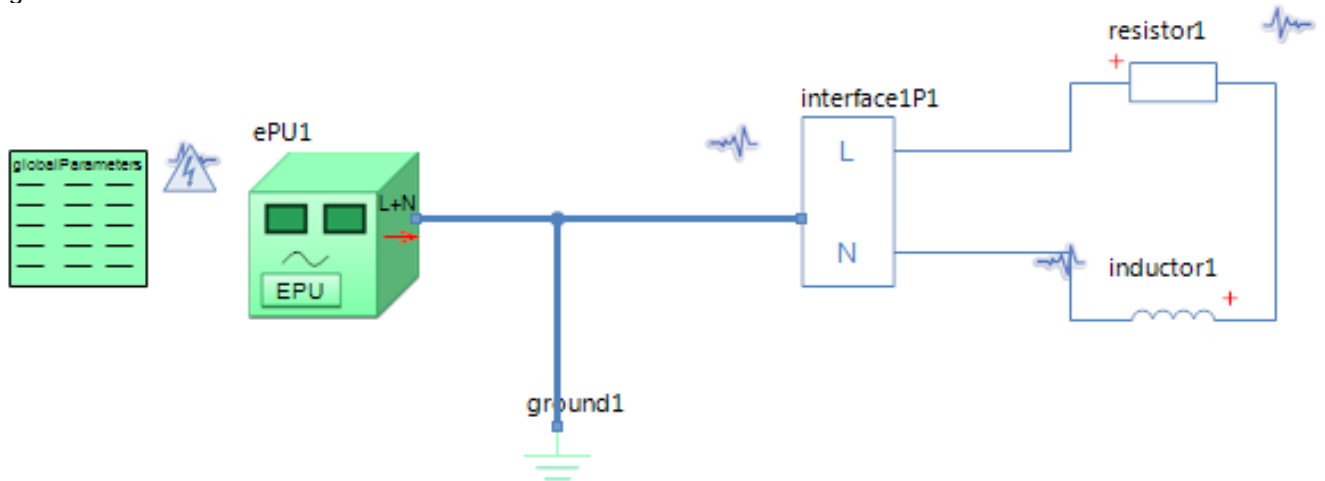 resistor1
interface1P1
ePU1
globalParameters
L
L+N
N
EPU
inductor1
ground1